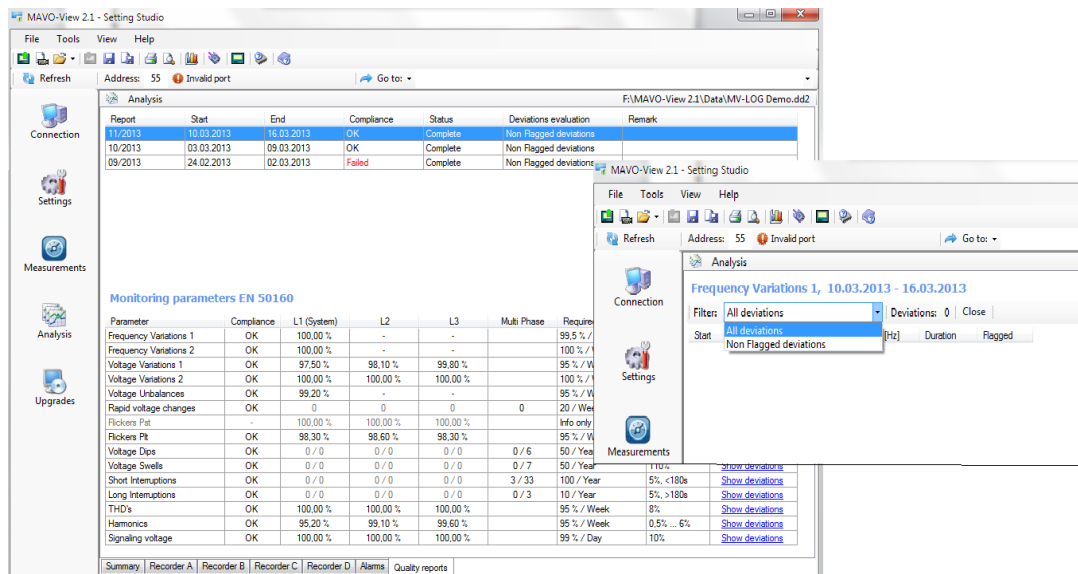 MAVO-View 2.1 - Setting Studio
File Tools View Help
Refresh Address: 55 Invalid port Go to:
Connection
Settings
Measurements
Analysis
Upgrades
Analysis F:\MAVO-View 2.1\Data\MV-LOG Demo.dd2
Report Start End Compliance Status Deviations evaluation Remark
11/2013 10.03.2013 16.03.2013 OK Complete Non Flagged deviations
10/2013 03.03.2013 09.03.2013 OK Complete Non Flagged deviations
09/2013 24.02.2013 02.03.2013 Failed Complete Non Flagged deviations
Monitoring parameters EN 50160
Parameter Compliance L1 (System) L2 L3 Multi Phase
Frequency Variations 1 OK 100,00 % - - 99,5 % /
Frequency Variations 2 OK 100,00 % - - 100 % /
Voltage Variations 1 OK 97,50 % 98,10 % 99,80 % 95 % / W
Voltage Variations 2 OK 100,00 % 100,00 % 100,00 % 100 % /
Voltage Unbalances OK 99,20 % - - 95 % / W
Rapid voltage changes OK 0 0 0 0 20 / Wee
Flickers Pst - 100,00 % 100,00 % 100,00 % Info only
Flickers Plt OK 98,30 % 98,60 % 98,30 % 95 % / W
Voltage Dips OK 0 / 0 0 / 0 0 / 0 0 / 6 50 / Yea
Voltage Swells OK 0 / 0 0 / 0 0 / 0 0 / 7 50 / Year 110% Show deviations
Short Interruptions OK 0 / 0 0 / 0 0 / 0 3 / 33 100 / Year 5%, <180s Show deviations
Long Interruptions OK 0 / 0 0 / 0 0 / 0 0 / 3 10 / Year 5%, >180s Show deviations
THD's OK 100,00 % 100,00 % 100,00 % 95 % / Week 8% Show deviations
Harmonics OK 95,20 % 99,10 % 99,60 % 95 % / Week 0,5% ... 6% Show deviations
Signaling voltage OK 100,00 % 100,00 % 100,00 % 99 % / Day 10% Show deviations
Summary Recorder A Recorder B Recorder C Recorder D Alarms Quality reports
MAVO-View 2.1 - Setting Studio
File Tools View Help
Refresh Address: 55 Invalid port Go to:
Connection
Settings
Measurements
Analysis
Frequency Variations 1, 10.03.2013 - 16.03.2013
Filter: All deviations Deviations: 0 Close
All deviations
Non Flagged deviations
Start [Hz] Duration Flagged